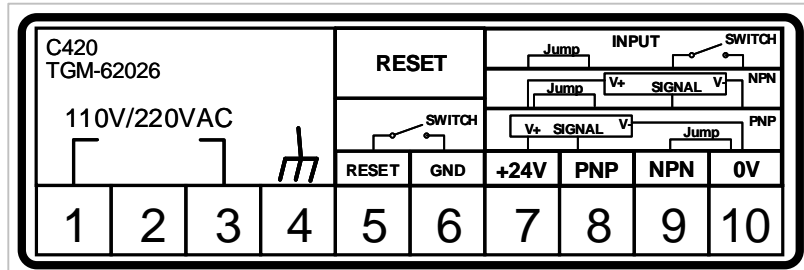 C420
TGM-62026
110V/220VAC
RESET
SWITCH
RESET GND
INPUT
Jump SWITCH
V+ SIGNAL V- NPN
Jump
V+ SIGNAL V- PNP
Jump
+24V PNP NPN 0V
1 2 3 4 5 6 7 8 9 10